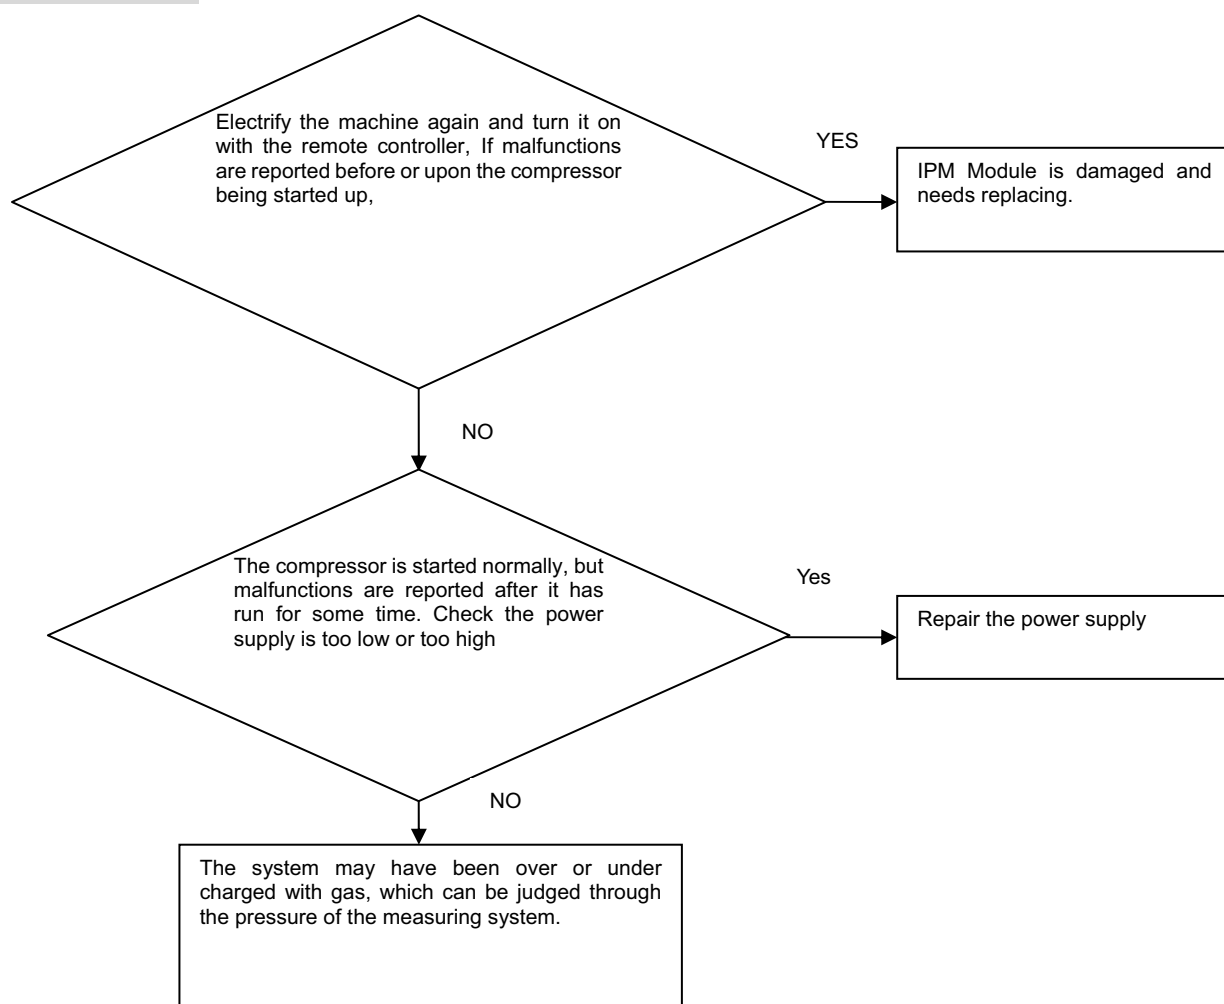 Electrify the machine again and turn it on
with the remote controller, If malfunctions
are reported before or upon the compressor
being started up,
YES
IPM Module is damaged and
needs replacing.
NO
The compressor is started normally, but
malfunctions are reported after it has
run for some time. Check the power
supply is too low or too high
Yes
Repair the power supply
NO
The system may have been over or under
charged with gas, which can be judged through
the pressure of the measuring system.